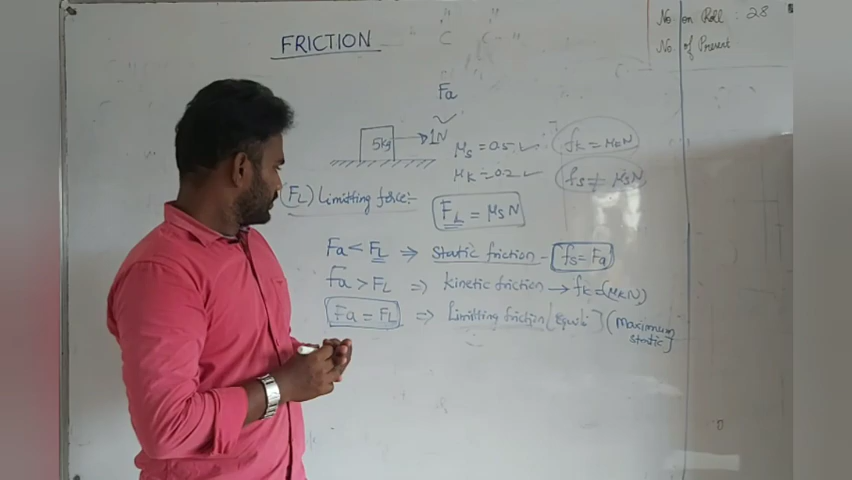 No on Roll : 28
No. of Present
FRICTION
Fa
5kg 1N
μs = 0.5 ✓
fk = μkN
μk = 0.2 ✓
fs ≠ μsN
(FL) Limitting force:-
FL = μsN
Fa < FL ⇒ Static friction - fs = Fa
Fa > FL ⇒ kinetic friction → fk = (μkN)
Fa = FL ⇒ Limitting friction [Equili] (Maximum
static]